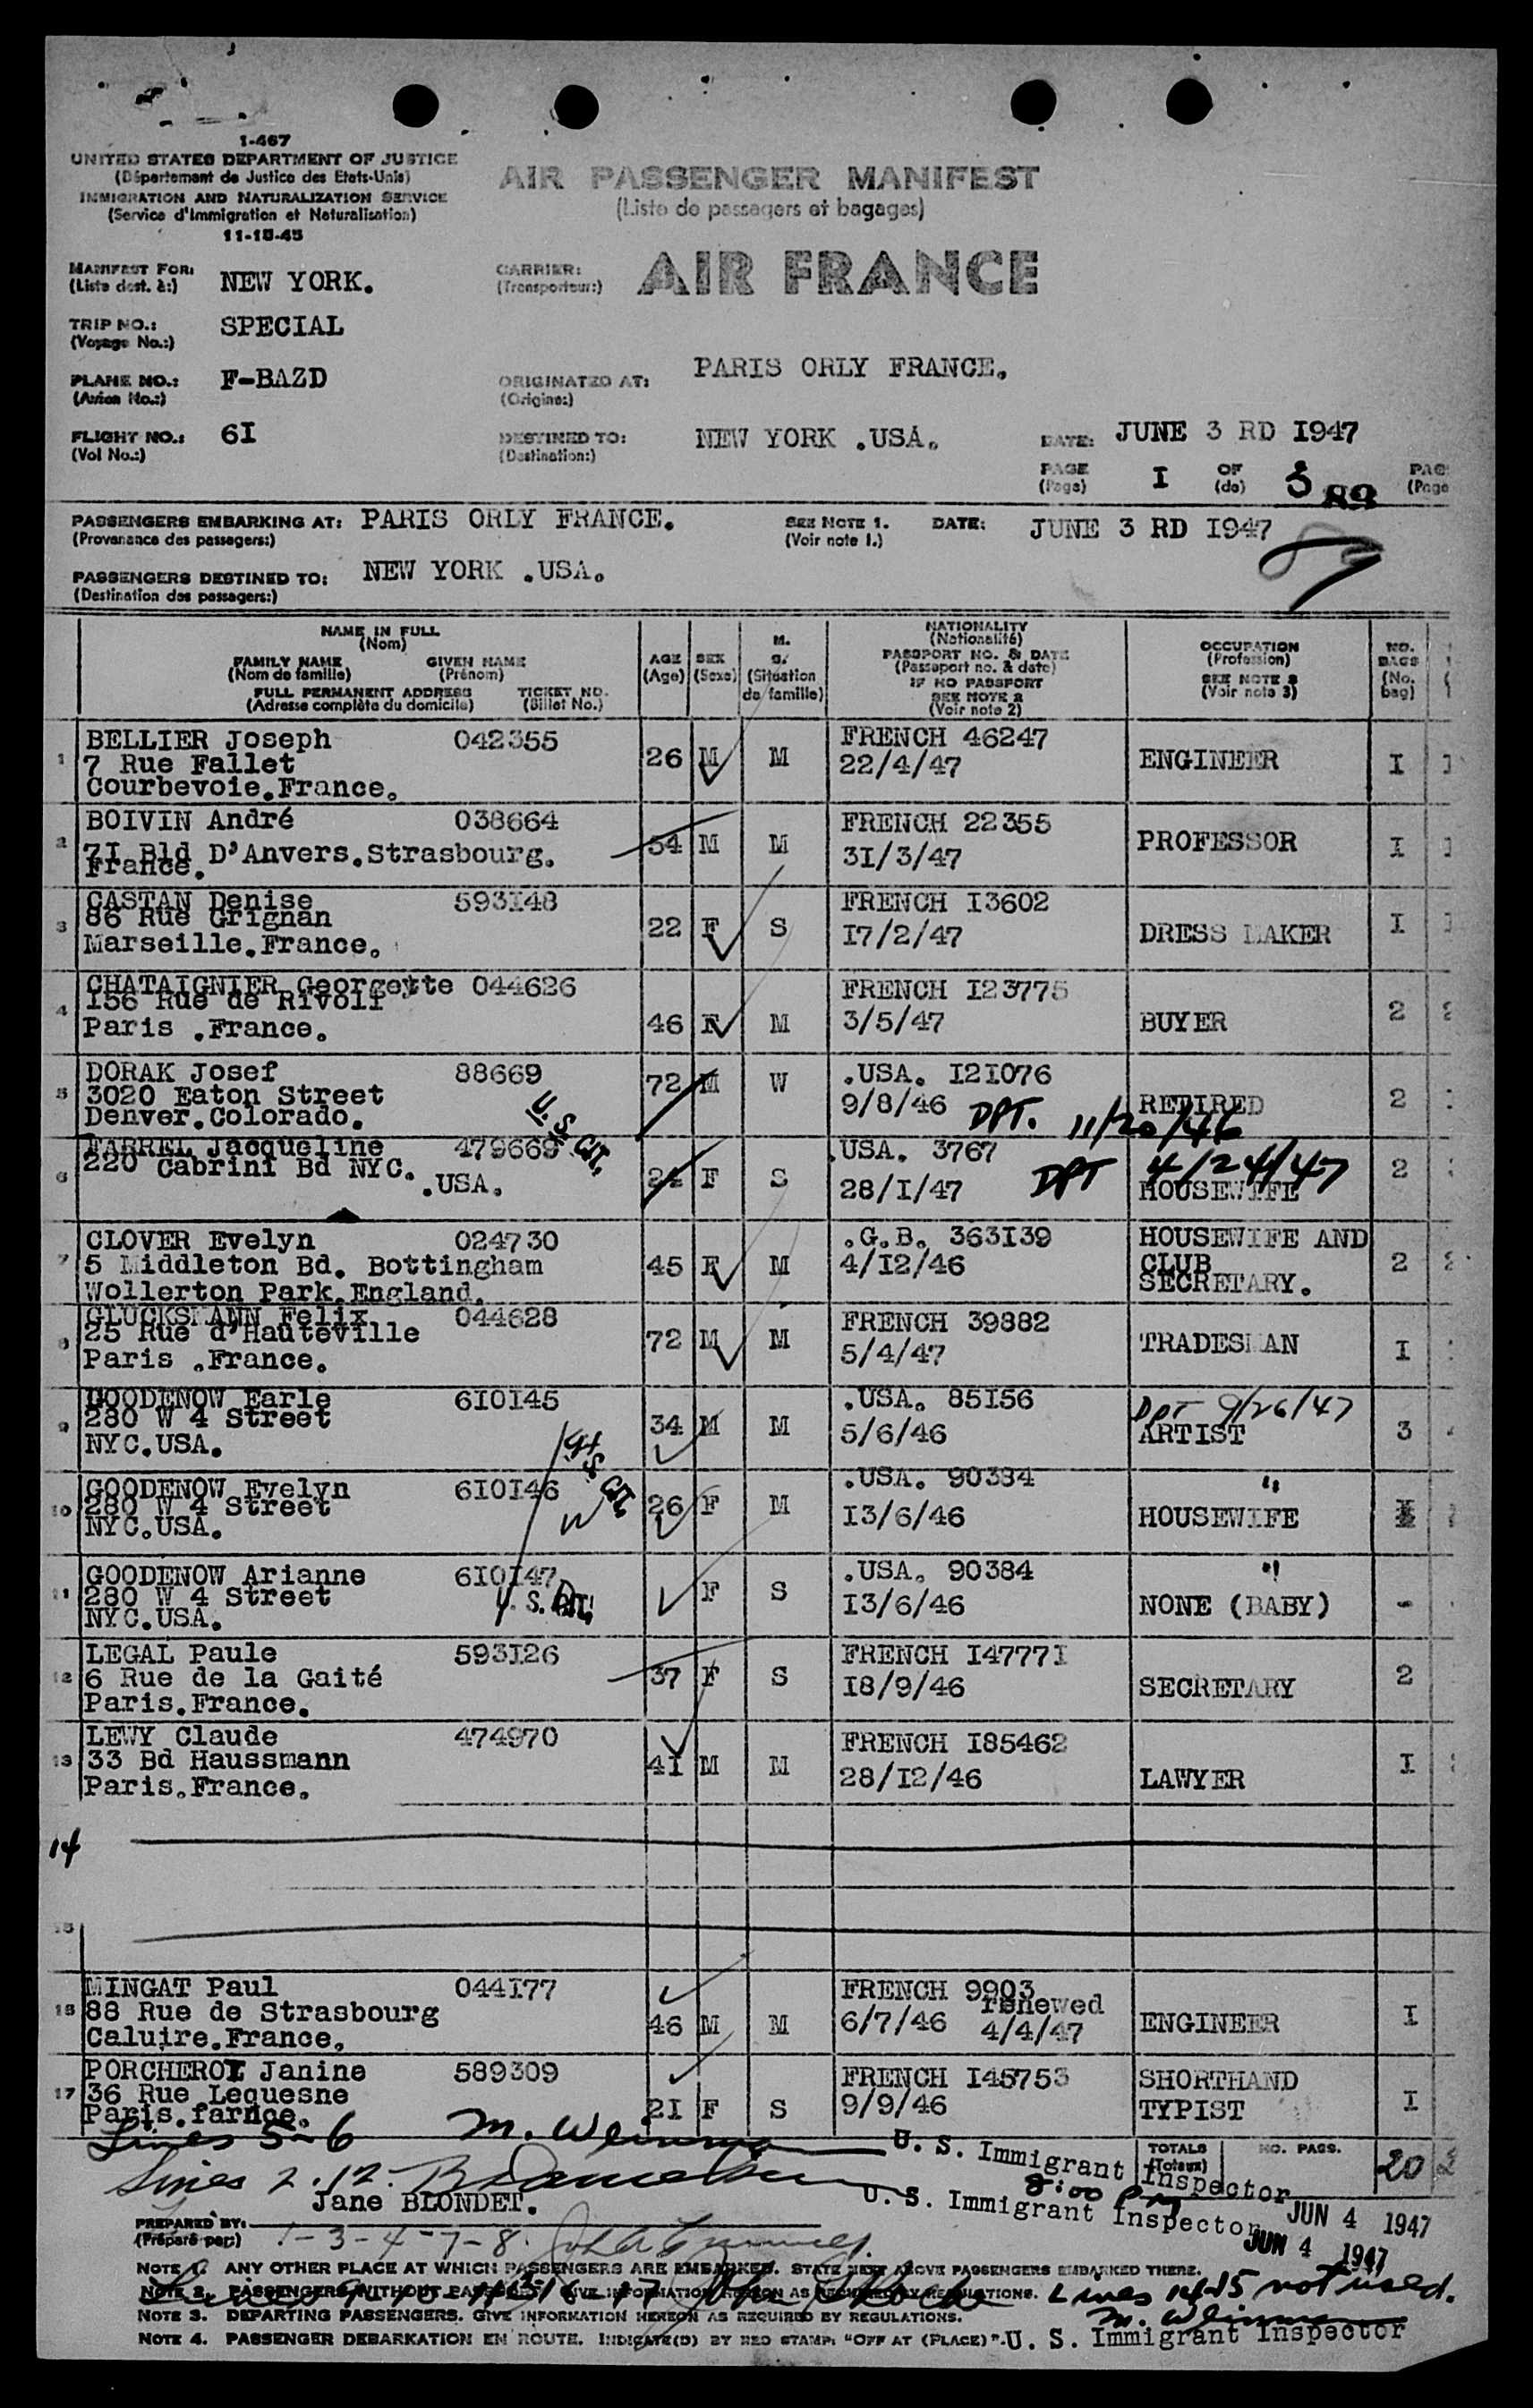 1-467
UNITED STATES DEPARTMENT OF JUSTICE
(Département de Justice des Etats-Unis)
IMMIGRATION AND NATURALIZATION SERVICE
(Service d'Immigration et Naturalisation)
11-15-45
AIR PASSENGER MANIFEST
(Liste de passagers et bagages)
MANIFEST FOR: NEW YORK.
(Liste dest. à:)
CARRIER: AIR FRANCE
(Transporteur:)
TRIP NO.: SPECIAL
(Voyage No.:)
PLANE NO.: F-BAZD
(Avion No.:)
ORIGINATED AT: PARIS ORLY FRANCE.
(Origine:)
FLIGHT NO.: 6I
(Vol No.:)
DESTINED TO: NEW YORK .USA.
(Destination:)
DATE: JUNE 3 RD I947
PAGE I OF 3 89 PAG
(Page) (de) (Page
PASSENGERS EMBARKING AT: PARIS ORLY FRANCE. SEE NOTE 1. DATE: JUNE 3 RD I947
(Provenance des passagers:) (Voir note 1.)
PASSENGERS DESTINED TO: NEW YORK .USA.
(Destination des passagers:)
NAME IN FULL
(Nom)
FAMILY NAME GIVEN NAME
(Nom de famille) (Prénom)
FULL PERMANENT ADDRESS TICKET NO.
(Adresse complète du domicile) (Billet No.)
AGE
(Age)
SEX
(Sexe)
M.
S.
(Situation
de famille)
NATIONALITY
(Nationalité)
PASSPORT NO. & DATE
(Passeport no. & date)
IF NO PASSPORT
SEE NOTE 2
(Voir note 2)
OCCUPATION
(Profession)
SEE NOTE 3
(Voir note 3)
NO.
BAGS
(No.
bag)
1 BELLIER Joseph 042355 26 M M FRENCH 46247 ENGINEER I
7 Rue Fallet 22/4/47
Courbevoie.France.
2 BOIVIN André 038664 54 M M FRENCH 22355 PROFESSOR I
7I Bld D'Anvers.Strasbourg. 3I/3/47
France.
3 CASTAN Denise 593I48 22 F S FRENCH I3602 DRESS MAKER I
86 Rue Grignan I7/2/47
Marseille.France.
4 CHATAIGNIER Georgette 044626 46 F M FRENCH I23775 BUYER 2
I56 Rue de Rivoli 3/5/47
Paris .France.
5 DORAK Josef 88669 72 M W .USA. I2I076 RETIRED 2
3020 Eaton Street 9/8/46 DPT. 11/20/46
Denver.Colorado.
U.S. Cit.
6 FARREL Jacqueline 479669 F S .USA. 3767 HOUSEWIFE 2
220 Cabrini Bd NYC. 28/I/47 DPT 4/24/47
.USA.
7 CLOVER Evelyn 024730 45 F M .G.B. 363I39 HOUSEWIFE AND 2
5 Middleton Bd. Bottingham 4/I2/46 CLUB
Wollerton Park.England. SECRETARY.
8 GLUCKSMANN Felix 044628 72 M M FRENCH 39882 TRADESMAN I
25 Rue d'Hauteville 5/4/47
Paris .France.
9 GOODENOW Earle 6I0I45 34 M M .USA. 85I56 Dpt 9/26/47 3
280 W 4 Street 5/6/46 ARTIST
NYC.USA.
U.S. Cit.
10 GOODENOW Evelyn 6I0I46 26 F M .USA. 90384 " I
280 W 4 Street I3/6/46 HOUSEWIFE
NYC.USA.
11 GOODENOW Arianne 6I0I47 F S .USA. 90384 " -
280 W 4 Street I3/6/46 NONE (BABY)
NYC.USA. U.S. Cit.
12 LEGAL Paule 593I26 37 F S FRENCH I4777I SECRETARY 2
6 Rue de la Gaité I8/9/46
Paris.France.
13 LEWY Claude 474970 4I M M FRENCH I85462 LAWYER I
33 Bd Haussmann 28/I2/46
Paris.France.
14
15
16 MINGAT Paul 044I77 46 M M FRENCH 9903 ENGINEER I
88 Rue de Strasbourg renewed
Caluire.France. 6/7/46 4/4/47
17 PORCHEROT Janine 589309 2I F S FRENCH I45753 SHORTHAND I
36 Rue Lequesne 9/9/46 TYPIST
Paris.farnce.
Lines 5-6 M. Weinman U. S. Immigrant Inspector
TOTALS NO. PAGS. 20
(Totaux)
Lines 2.12. U. S. Immigrant Inspector
8:00 PM
JUN 4 1947
JUN 4 1947
Jane BLONDET.
PREPARED BY:
(Préparé par:) 1-3-4-7-8.
NOTE 1. ANY OTHER PLACE AT WHICH PASSENGERS ARE EMBARKED. STATE NEXT ABOVE PASSENGERS EMBARKED THERE.
NOTE 2. PASSENGERS WITHOUT PASSPORT. GIVE INFORMATION HEREON AS REQUIRED BY REGULATIONS.
Lines 14-15 not used.
NOTE 3. DEPARTING PASSENGERS. GIVE INFORMATION HEREON AS REQUIRED BY REGULATIONS.
M. Weinman
NOTE 4. PASSENGER DEBARKATION EN ROUTE. INDICATE(D) BY RED STAMP: "OFF AT (PLACE)".
U. S. Immigrant Inspector